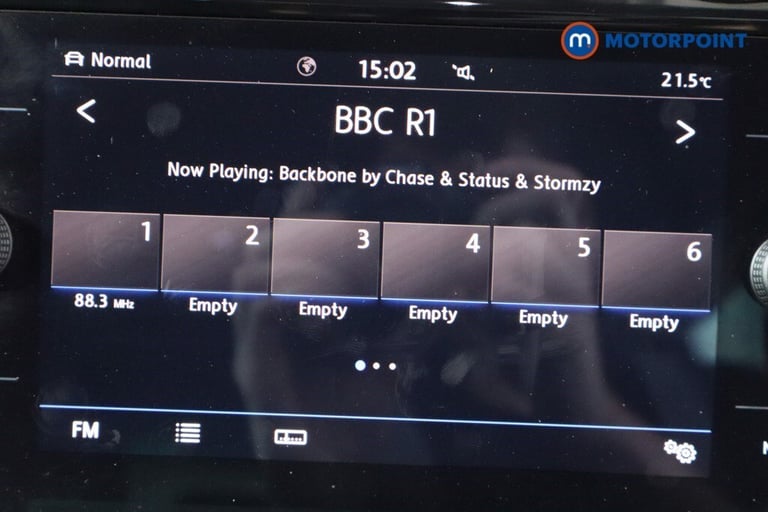 Normal
15:02
m MOTORPOINT
21.5°C
< BBC R1 >
Now Playing: Backbone by Chase & Status & Stormzy
1 2 3 4 5 6
88.3 MHz Empty Empty Empty Empty Empty
FM